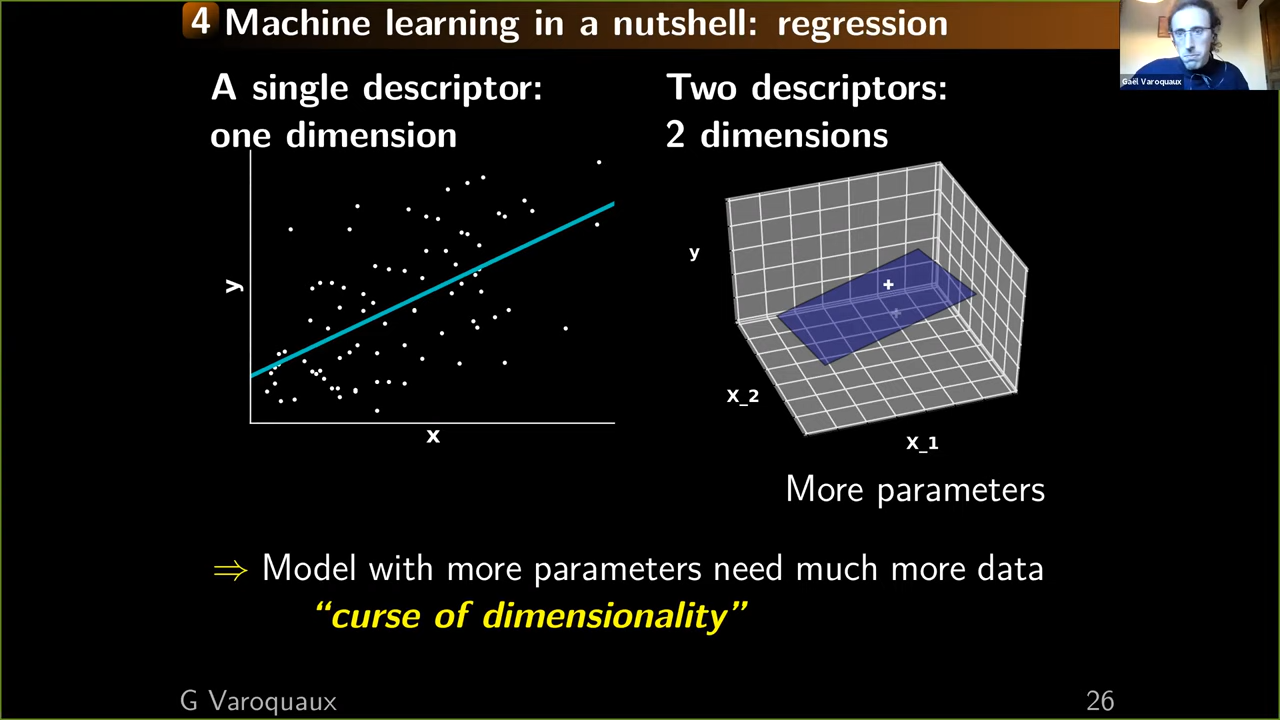 4 Machine learning in a nutshell: regression
Gaël Varoquaux
A single descriptor:
one dimension
Two descriptors:
2 dimensions
y
x
y
X_2
X_1
More parameters
⇒ Model with more parameters need much more data
“curse of dimensionality”
G Varoquaux
26